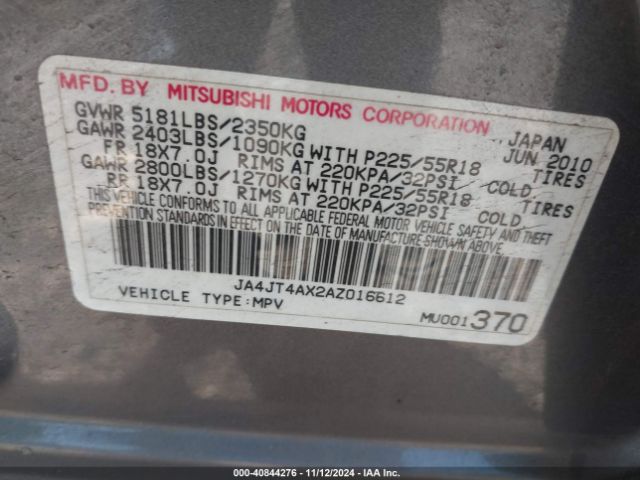 MFD. BY MITSUBISHI MOTORS CORPORATION
GVWR 5181LBS/2350KG JAPAN
GAWR 2403LBS/1090KG WITH P225/55R18 JUN 2010
FR 18X7.0J RIMS AT 220KPA/32PSI COLD TIRES
GAWR 2800LBS/1270KG WITH P225/55R18
RR 18X7.0J RIMS AT 220KPA/32PSI COLD TIRES
THIS VEHICLE CONFORMS TO ALL APPLICABLE FEDERAL MOTOR VEHICLE SAFETY AND THEFT
PREVENTION STANDARDS IN EFFECT ON THE DATE OF MANUFACTURE SHOWN ABOVE.
JA4JT4AX2AZ016612
VEHICLE TYPE:MPV MU001370
000-40844276 - 11/12/2024 - IAAI.com